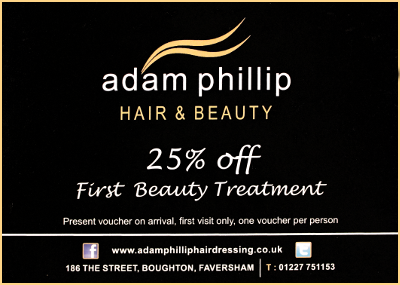 adam phillip
HAIR & BEAUTY
25% off
First Beauty Treatment
Present voucher on arrival, first visit only, one voucher per person
f www.adamphilliphairdressing.co.uk t
186 THE STREET, BOUGHTON, FAVERSHAM | T : 01227 751153